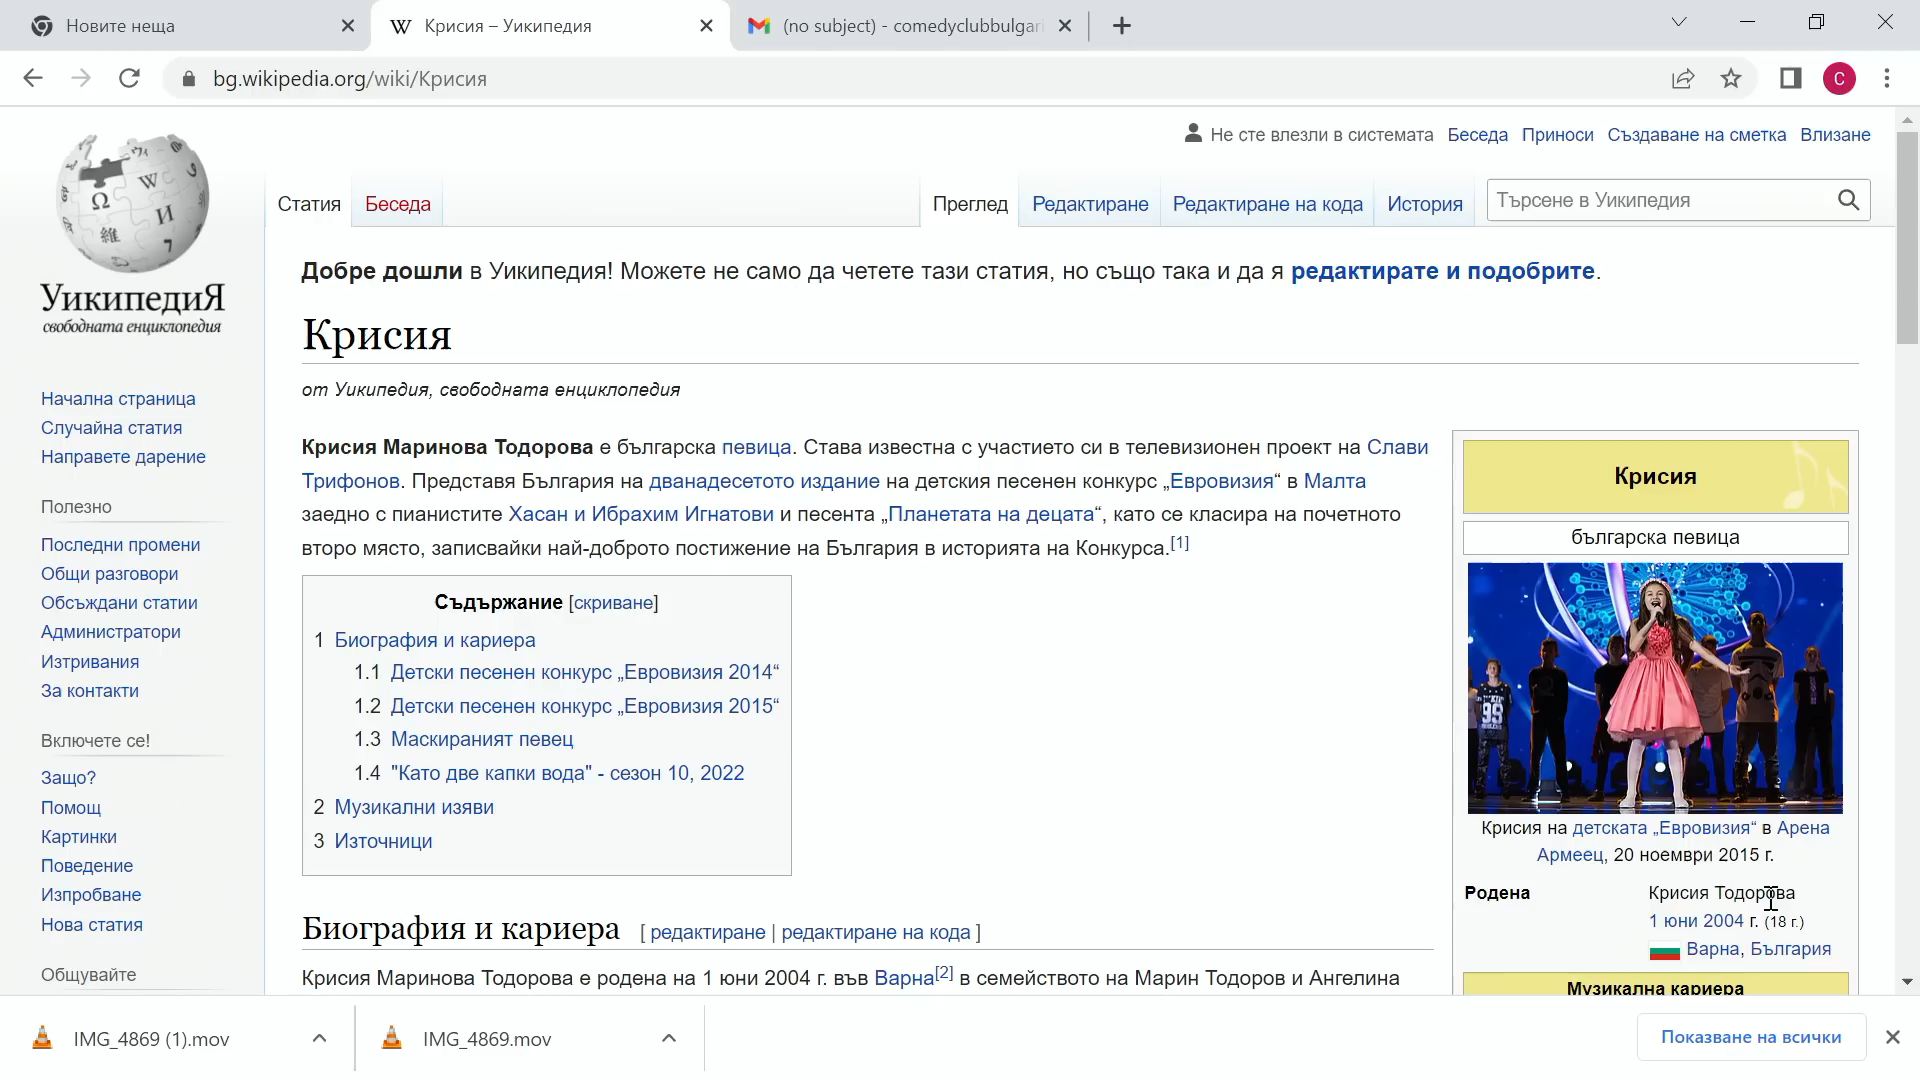 Новите неща
Крисия – Уикипедия
(no subject) - comedyclubbulgari
bg.wikipedia.org/wiki/Крисия
C
Не сте влезли в системата Беседа Приноси Създаване на сметка Влизане
Статия Беседа Преглед Редактиране Редактиране на кода История Търсене в Уикипедия
УикипедиЯ
свободната енциклопедия
Начална страница
Случайна статия
Направете дарение
Полезно
Последни промени
Общи разговори
Обсъждани статии
Администратори
Изтривания
За контакти
Включете се!
Защо?
Помощ
Картинки
Поведение
Изпробване
Нова статия
Общувайте
Добре дошли в Уикипедия! Можете не само да четете тази статия, но също така и да я редактирате и подобрите.
Крисия
от Уикипедия, свободната енциклопедия
Крисия Маринова Тодорова е българска певица. Става известна с участието си в телевизионен проект на Слави
Трифонов. Представя България на дванадесетото издание на детския песенен конкурс „Евровизия“ в Малта
заедно с пианистите Хасан и Ибрахим Игнатови и песента „Планетата на децата“, като се класира на почетното
второ място, записвайки най-доброто постижение на България в историята на Конкурса.[1]
Съдържание [скриване]
1 Биография и кариера
1.1 Детски песенен конкурс „Евровизия 2014“
1.2 Детски песенен конкурс „Евровизия 2015“
1.3 Маскираният певец
1.4 "Като две капки вода" - сезон 10, 2022
2 Музикални изяви
3 Източници
Биография и кариера [ редактиране | редактиране на кода ]
Крисия Маринова Тодорова е родена на 1 юни 2004 г. във Варна[2] в семейството на Марин Тодоров и Ангелина
Крисия
българска певица
99
Крисия на детската „Евровизия“ в Арена
Армеец, 20 ноември 2015 г.
Родена Крисия Тодорова
1 юни 2004 г. (18 г.)
Варна, България
Музикална кариера
IMG_4869 (1).mov
IMG_4869.mov
Показване на всички